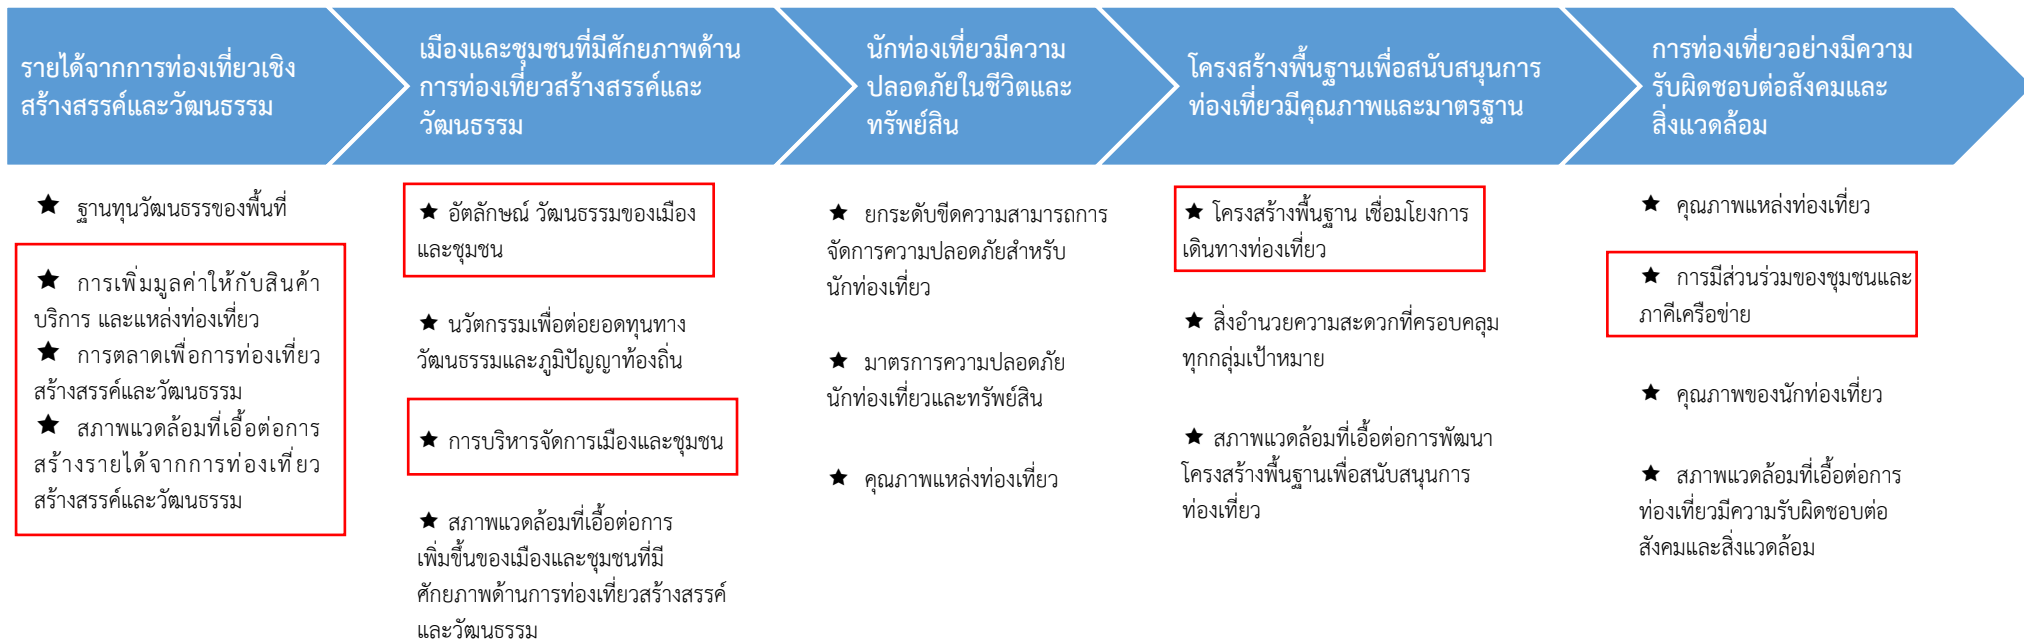 รายได้จากการท่องเที่ยวเชิง
สร้างสรรค์และวัฒนธรรม
เมืองและชุมชนที่มีศักยภาพด้าน
การท่องเที่ยวสร้างสรรค์และ
วัฒนธรรม
นักท่องเที่ยวมีความ
ปลอดภัยในชีวิตและ
ทรัพย์สิน
โครงสร้างพื้นฐานเพื่อสนับสนุนการ
ท่องเที่ยวมีคุณภาพและมาตรฐาน
การท่องเที่ยวอย่างมีความ
รับผิดชอบต่อสังคมและ
สิ่งแวดล้อม
★ ฐานทุนวัฒนธรรของพื้นที่
★ การเพิ่มมูลค่าให้กับสินค้า
บริการ และแหล่งท่องเที่ยว
★ การตลาดเพื่อการท่องเที่ยว
สร้างสรรค์และวัฒนธรรม
★ สภาพแวดล้อมที่เอื้อต่อการ
สร้างรายได้จากการท่องเที่ยว
สร้างสรรค์และวัฒนธรรม
★ อัตลักษณ์ วัฒนธรรมของเมือง
และชุมชน
★ นวัตกรรมเพื่อต่อยอดทุนทาง
วัฒนธรรมและภูมิปัญญาท้องถิ่น
★ การบริหารจัดการเมืองและชุมชน
★ สภาพแวดล้อมที่เอื้อต่อการ
เพิ่มขึ้นของเมืองและชุมชนที่มี
ศักยภาพด้านการท่องเที่ยวสร้างสรรค์
และวัฒนธรรม
★ ยกระดับขีดความสามารถการ
จัดการความปลอดภัยสำหรับ
นักท่องเที่ยว
★ มาตรการความปลอดภัย
นักท่องเที่ยวและทรัพย์สิน
★ คุณภาพแหล่งท่องเที่ยว
★ โครงสร้างพื้นฐาน เชื่อมโยงการ
เดินทางท่องเที่ยว
★ สิ่งอำนวยความสะดวกที่ครอบคลุม
ทุกกลุ่มเป้าหมาย
★ สภาพแวดล้อมที่เอื้อต่อการพัฒนา
โครงสร้างพื้นฐานเพื่อสนับสนุนการ
ท่องเที่ยว
★ คุณภาพแหล่งท่องเที่ยว
★ การมีส่วนร่วมของชุมชนและ
ภาคีเครือข่าย
★ คุณภาพของนักท่องเที่ยว
★ สภาพแวดล้อมที่เอื้อต่อการ
ท่องเที่ยวมีความรับผิดชอบต่อ
สังคมและสิ่งแวดล้อม